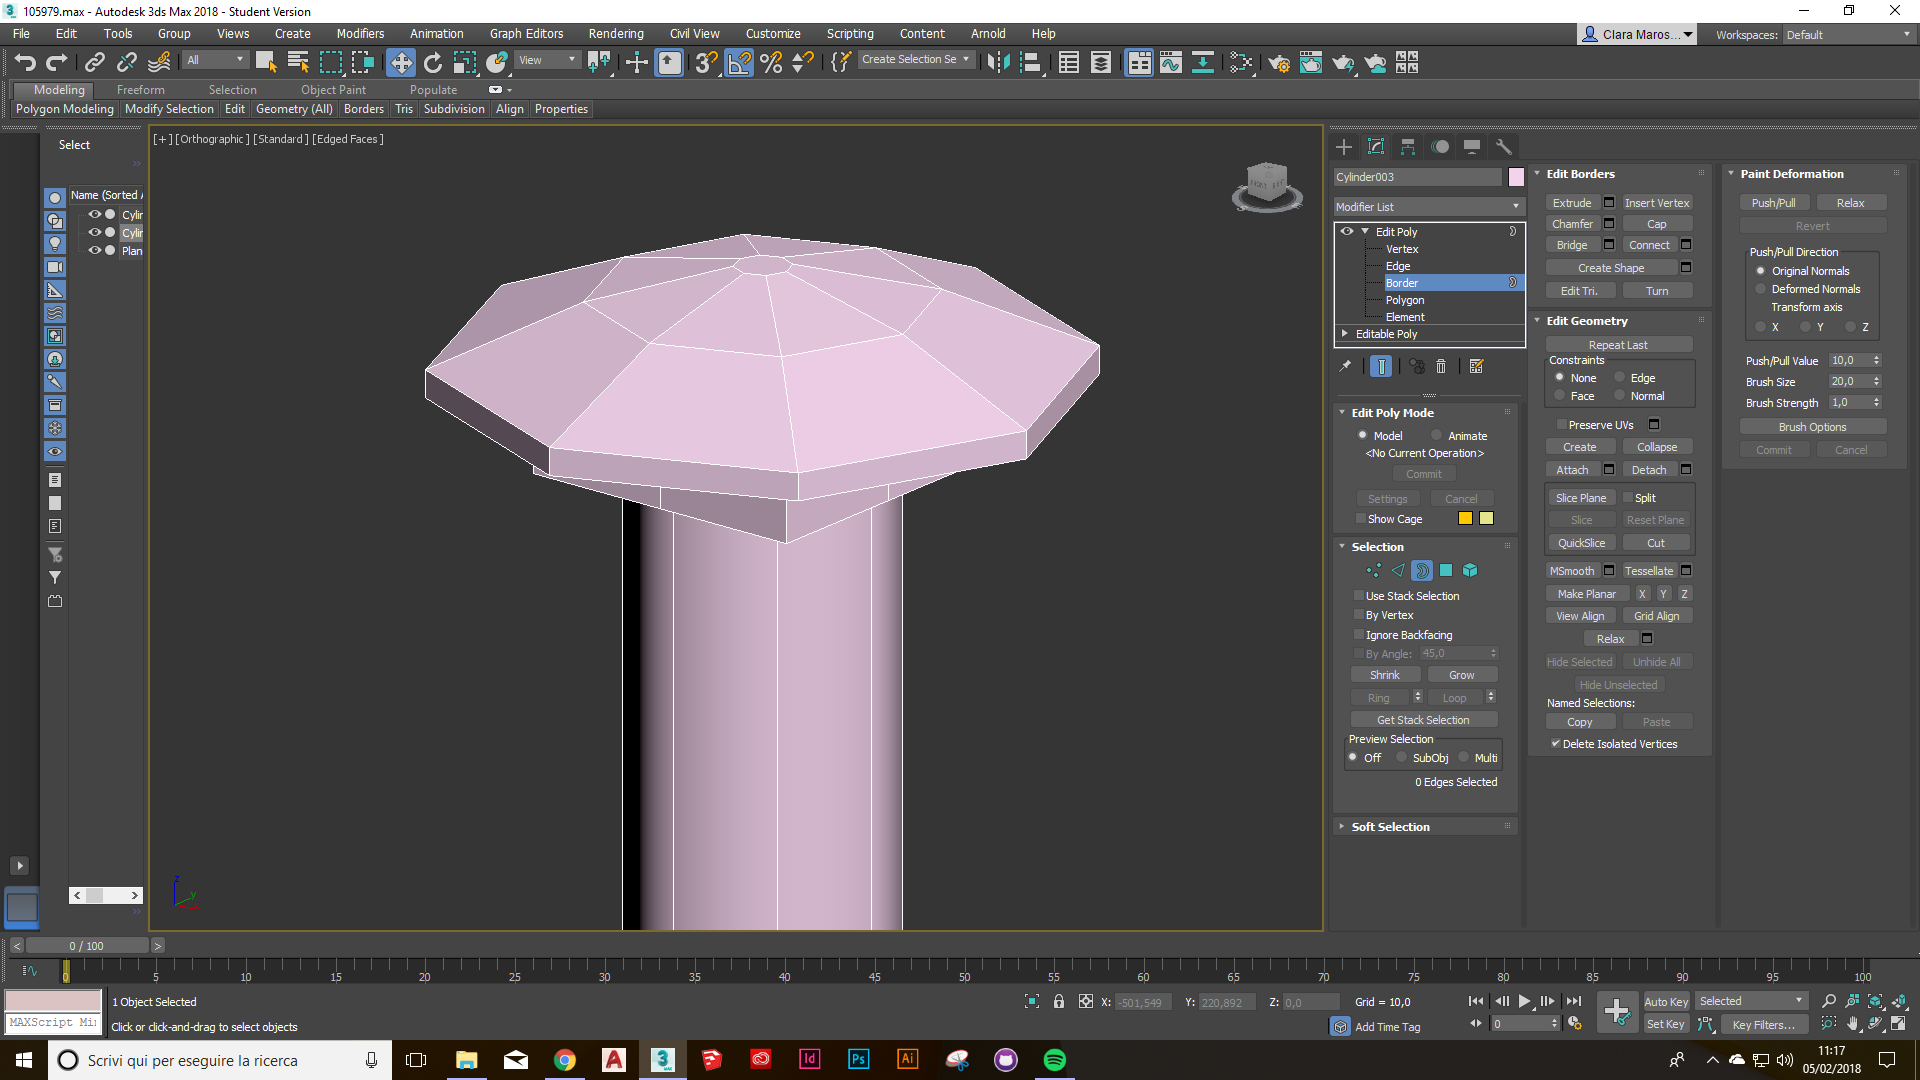 105979.max - Autodesk 3ds Max 2018 - Student Version
File Edit Tools Group Views Create Modifiers Animation Graph Editors Rendering Civil View Customize Scripting Content Arnold Help
Clara Maros... Workspaces: Default
All View Create Selection Se
Modeling Freeform Selection Object Paint Populate
Polygon Modeling Modify Selection Edit Geometry (All) Borders Tris Subdivision Align Properties
Select
Name (Sorted A
Cylin
Cylin
Plan
[+] [Orthographic] [Standard] [Edged Faces]
Cylinder003
Modifier List
Edit Poly
Vertex
Edge
Border
Polygon
Element
Editable Poly
Edit Poly Mode
Model Animate
<No Current Operation>
Commit
Settings Cancel
Show Cage
Selection
Use Stack Selection
By Vertex
Ignore Backfacing
By Angle: 45,0
Shrink Grow
Ring Loop
Get Stack Selection
Preview Selection
Off SubObj Multi
0 Edges Selected
Soft Selection
Edit Borders
Extrude Insert Vertex
Chamfer Cap
Bridge Connect
Create Shape
Edit Tri. Turn
Edit Geometry
Repeat Last
Constraints
None Edge
Face Normal
Preserve UVs
Create Collapse
Attach Detach
Slice Plane Split
Slice Reset Plane
QuickSlice Cut
MSmooth Tessellate
Make Planar X Y Z
View Align Grid Align
Relax
Hide Selected Unhide All
Hide Unselected
Named Selections:
Copy Paste
Delete Isolated Vertices
Paint Deformation
Push/Pull Relax
Revert
Push/Pull Direction
Original Normals
Deformed Normals
Transform axis
X Y Z
Push/Pull Value 10,0
Brush Size 20,0
Brush Strength 1,0
Brush Options
Commit Cancel
z
y
< 0 / 100 >
0 5 10 15 20 25 30 35 40 45 50 55 60 65 70 75 80 85 90 95 100
1 Object Selected X: -501,549 Y: 220,892 Z: 0,0 Grid = 10,0 Auto Key Selected
MAXScript Mi Click or click-and-drag to select objects Add Time Tag 0 Set Key Key Filters...
Scrivi qui per eseguire la ricerca
11:17
05/02/2018